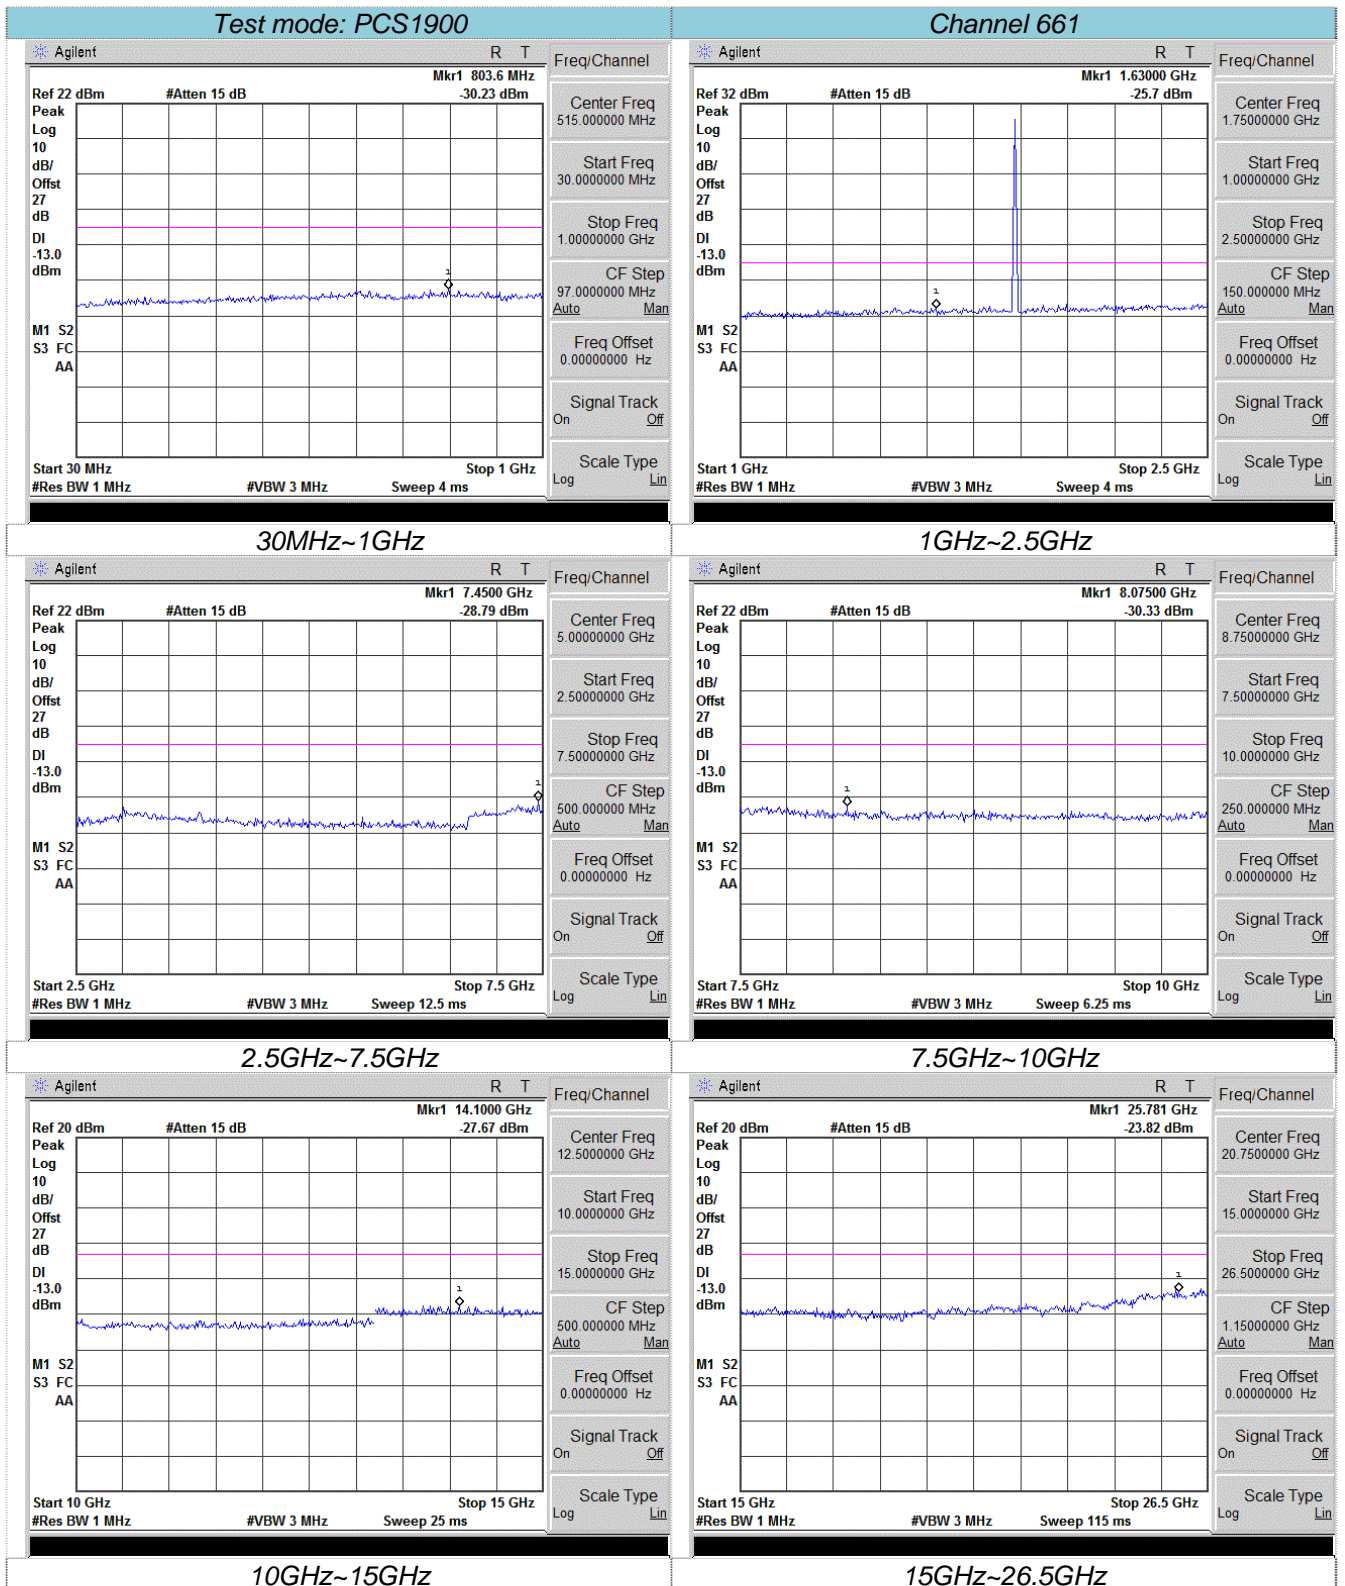 Test mode: PCS1900
Channel 661
Agilent
R T
Freq/Channel
Mkr1 803.6 MHz
Ref 22 dBm #Atten 15 dB -30.23 dBm
Peak
Log
10
dB/
Offst
27
dB
DI
-13.0
dBm
M1 S2
S3 FC
AA
1
Start 30 MHz Stop 1 GHz
#Res BW 1 MHz #VBW 3 MHz Sweep 4 ms
Center Freq
515.000000 MHz
Start Freq
30.0000000 MHz
Stop Freq
1.00000000 GHz
CF Step
97.0000000 MHz
Auto Man
Freq Offset
0.00000000 Hz
Signal Track
On Off
Scale Type
Log Lin
30MHz~1GHz
Agilent
R T
Freq/Channel
Mkr1 1.63000 GHz
Ref 32 dBm #Atten 15 dB -25.7 dBm
Peak
Log
10
dB/
Offst
27
dB
DI
-13.0
dBm
M1 S2
S3 FC
AA
1
Start 1 GHz Stop 2.5 GHz
#Res BW 1 MHz #VBW 3 MHz Sweep 4 ms
Center Freq
1.75000000 GHz
Start Freq
1.00000000 GHz
Stop Freq
2.50000000 GHz
CF Step
150.000000 MHz
Auto Man
Freq Offset
0.00000000 Hz
Signal Track
On Off
Scale Type
Log Lin
1GHz~2.5GHz
Agilent
R T
Freq/Channel
Mkr1 7.4500 GHz
Ref 22 dBm #Atten 15 dB -28.79 dBm
Peak
Log
10
dB/
Offst
27
dB
DI
-13.0
dBm
M1 S2
S3 FC
AA
1
Start 2.5 GHz Stop 7.5 GHz
#Res BW 1 MHz #VBW 3 MHz Sweep 12.5 ms
Center Freq
5.00000000 GHz
Start Freq
2.50000000 GHz
Stop Freq
7.50000000 GHz
CF Step
500.000000 MHz
Auto Man
Freq Offset
0.00000000 Hz
Signal Track
On Off
Scale Type
Log Lin
2.5GHz~7.5GHz
Agilent
R T
Freq/Channel
Mkr1 8.07500 GHz
Ref 22 dBm #Atten 15 dB -30.33 dBm
Peak
Log
10
dB/
Offst
27
dB
DI
-13.0
dBm
M1 S2
S3 FC
AA
1
Start 7.5 GHz Stop 10 GHz
#Res BW 1 MHz #VBW 3 MHz Sweep 6.25 ms
Center Freq
8.75000000 GHz
Start Freq
7.50000000 GHz
Stop Freq
10.0000000 GHz
CF Step
250.000000 MHz
Auto Man
Freq Offset
0.00000000 Hz
Signal Track
On Off
Scale Type
Log Lin
7.5GHz~10GHz
Agilent
R T
Freq/Channel
Mkr1 14.1000 GHz
Ref 20 dBm #Atten 15 dB -27.67 dBm
Peak
Log
10
dB/
Offst
27
dB
DI
-13.0
dBm
M1 S2
S3 FC
AA
1
Start 10 GHz Stop 15 GHz
#Res BW 1 MHz #VBW 3 MHz Sweep 25 ms
Center Freq
12.5000000 GHz
Start Freq
10.0000000 GHz
Stop Freq
15.0000000 GHz
CF Step
500.000000 MHz
Auto Man
Freq Offset
0.00000000 Hz
Signal Track
On Off
Scale Type
Log Lin
10GHz~15GHz
Agilent
R T
Freq/Channel
Mkr1 25.781 GHz
Ref 20 dBm #Atten 15 dB -23.82 dBm
Peak
Log
10
dB/
Offst
27
dB
DI
-13.0
dBm
M1 S2
S3 FC
AA
1
Start 15 GHz Stop 26.5 GHz
#Res BW 1 MHz #VBW 3 MHz Sweep 115 ms
Center Freq
20.7500000 GHz
Start Freq
15.0000000 GHz
Stop Freq
26.5000000 GHz
CF Step
1.15000000 GHz
Auto Man
Freq Offset
0.00000000 Hz
Signal Track
On Off
Scale Type
Log Lin
15GHz~26.5GHz